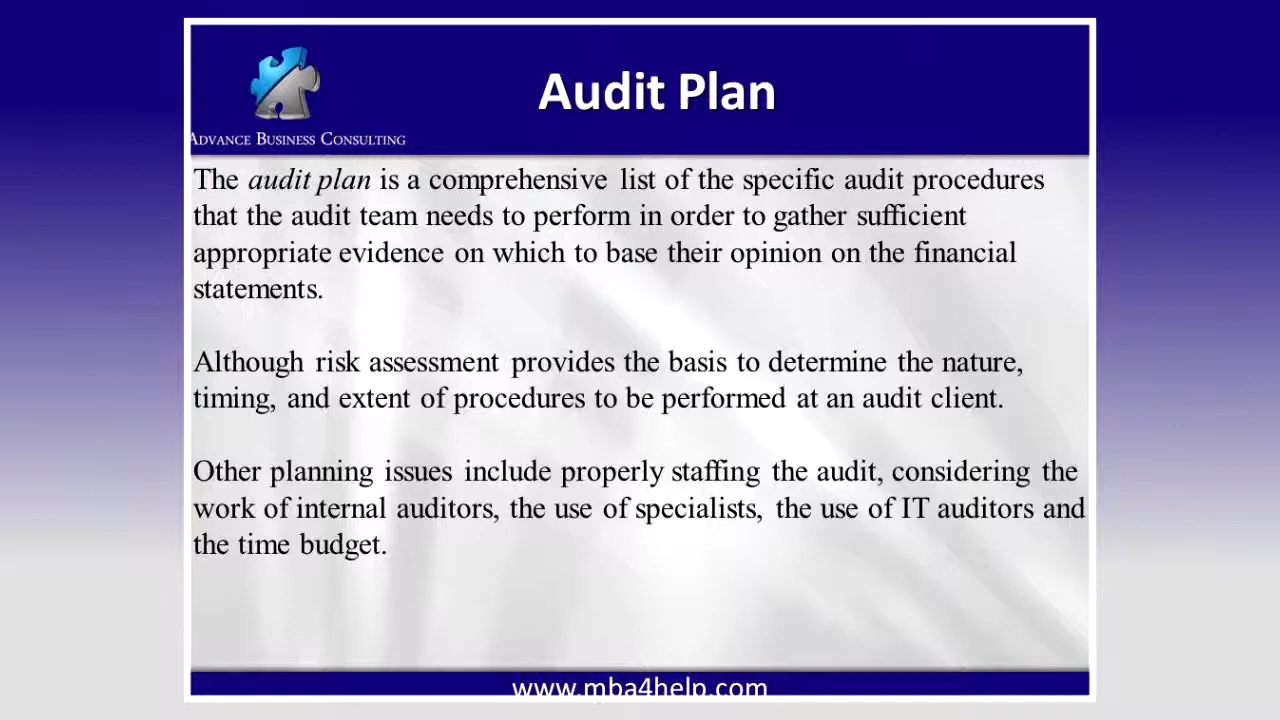 Audit Plan
ADVANCE BUSINESS CONSULTING
The audit plan is a comprehensive list of the specific audit procedures
that the audit team needs to perform in order to gather sufficient
appropriate evidence on which to base their opinion on the financial
statements.
Although risk assessment provides the basis to determine the nature,
timing, and extent of procedures to be performed at an audit client.
Other planning issues include properly staffing the audit, considering the
work of internal auditors, the use of specialists, the use of IT auditors and
the time budget.
www.mba4help.com